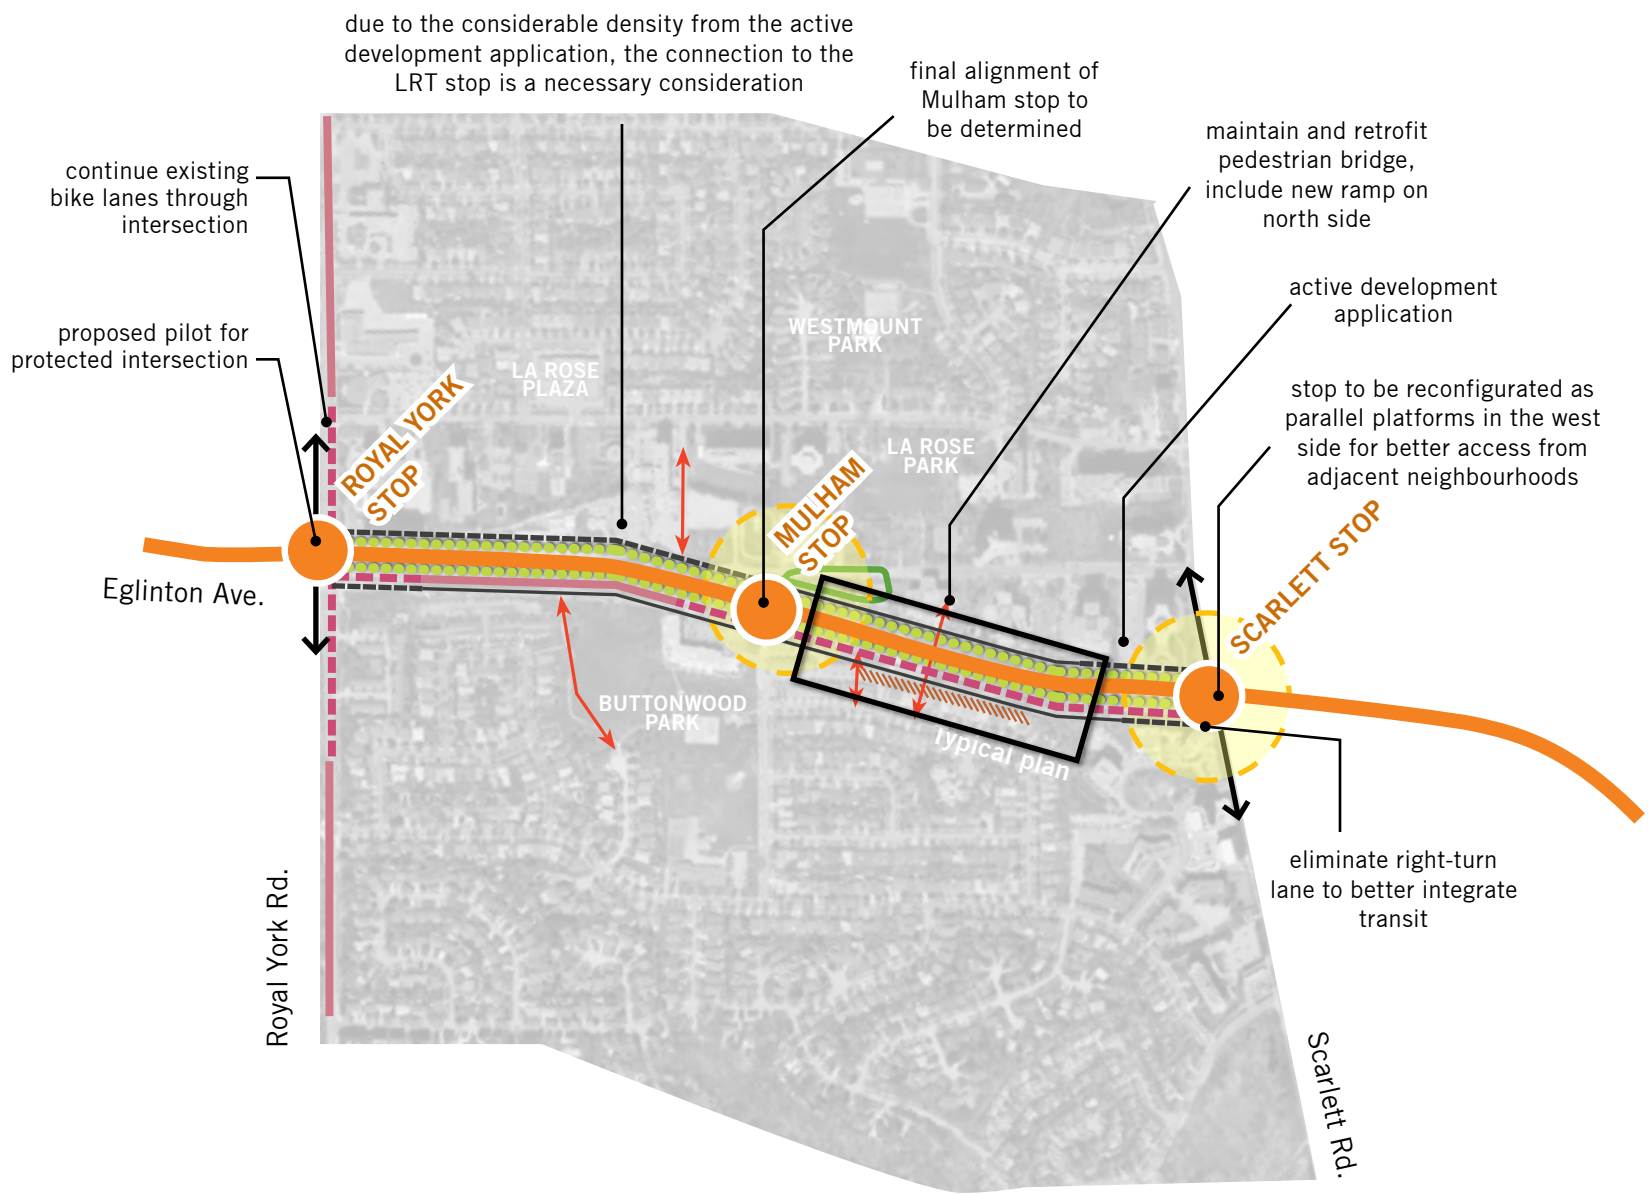 due to the considerable density from the active
development application, the connection to the
LRT stop is a necessary consideration
final alignment of
Mulham stop to
be determined
maintain and retrofit
pedestrian bridge,
include new ramp on
north side
continue existing
bike lanes through
intersection
active development
application
proposed pilot for
protected intersection
WESTMOUNT
PARK
LA ROSE
PLAZA
stop to be reconfigurated as
parallel platforms in the west
side for better access from
adjacent neighbourhoods
ROYAL YORK
STOP
LA ROSE
PARK
MULHAM
STOP
SCARLETT STOP
Eglinton Ave.
BUTTONWOOD
PARK
Typical plan
eliminate right-turn
lane to better integrate
transit
Royal York Rd.
Scarlett Rd.